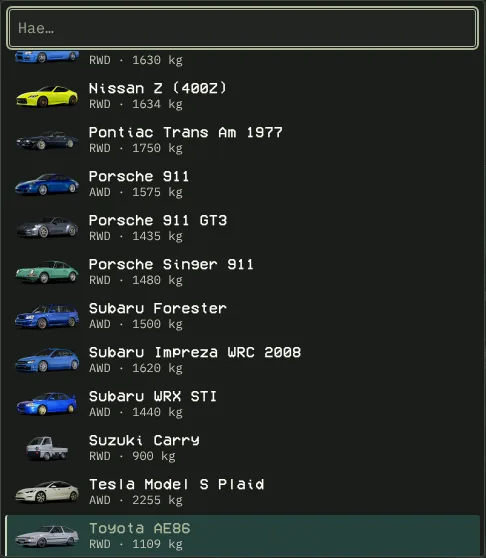 Hae…
RWD · 1630 kg
Nissan Z (400Z)
RWD · 1634 kg
Pontiac Trans Am 1977
RWD · 1750 kg
Porsche 911
AWD · 1575 kg
Porsche 911 GT3
RWD · 1435 kg
Porsche Singer 911
RWD · 1480 kg
Subaru Forester
AWD · 1500 kg
Subaru Impreza WRC 2008
AWD · 1620 kg
Subaru WRX STI
AWD · 1440 kg
Suzuki Carry
RWD · 900 kg
Tesla Model S Plaid
AWD · 2255 kg
Toyota AE86
RWD · 1109 kg